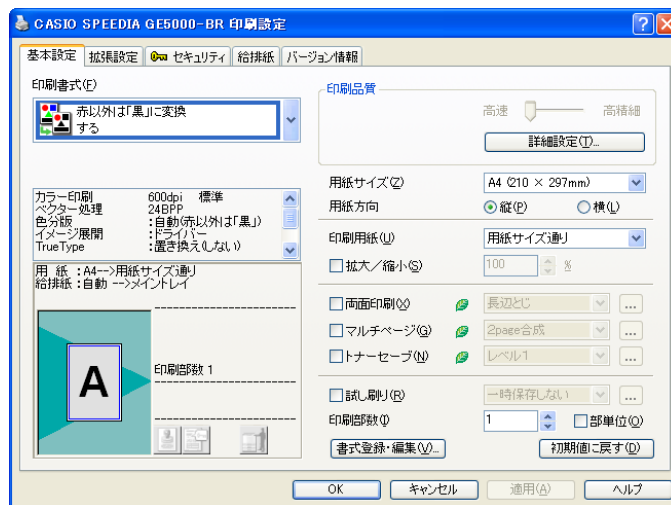 CASIO SPEEDIA GE5000-BR 印刷設定
基本設定 拡張設定 セキュリティ 給排紙 バージョン情報
印刷書式(F)
赤以外は「黒」に変換
する
カラー印刷 600dpi 標準
ベクター処理 24BPP
色分版 :自動(赤以外は「黒」)
イメージ展開 :ドライバー
TrueType :置き換え(しない)
用 紙 :A4-->用紙サイズ通り
給排紙 :自動 -->メイントレイ
A
印刷部数 1
印刷品質
高速 高精細
詳細設定(T)...
用紙サイズ(Z) A4 (210 × 297mm)
用紙方向 縦(P) 横(L)
印刷用紙(U) 用紙サイズ通り
拡大/縮小(S) 100 %
両面印刷(X) 長辺とじ ...
マルチページ(G) 2page合成 ...
トナーセーブ(N) レベル1 ...
試し刷り(R) 一時保存しない ...
印刷部数(I) 1 部単位(O)
書式登録・編集(V)... 初期値に戻す(D)
OK キャンセル 適用(A) ヘルプ